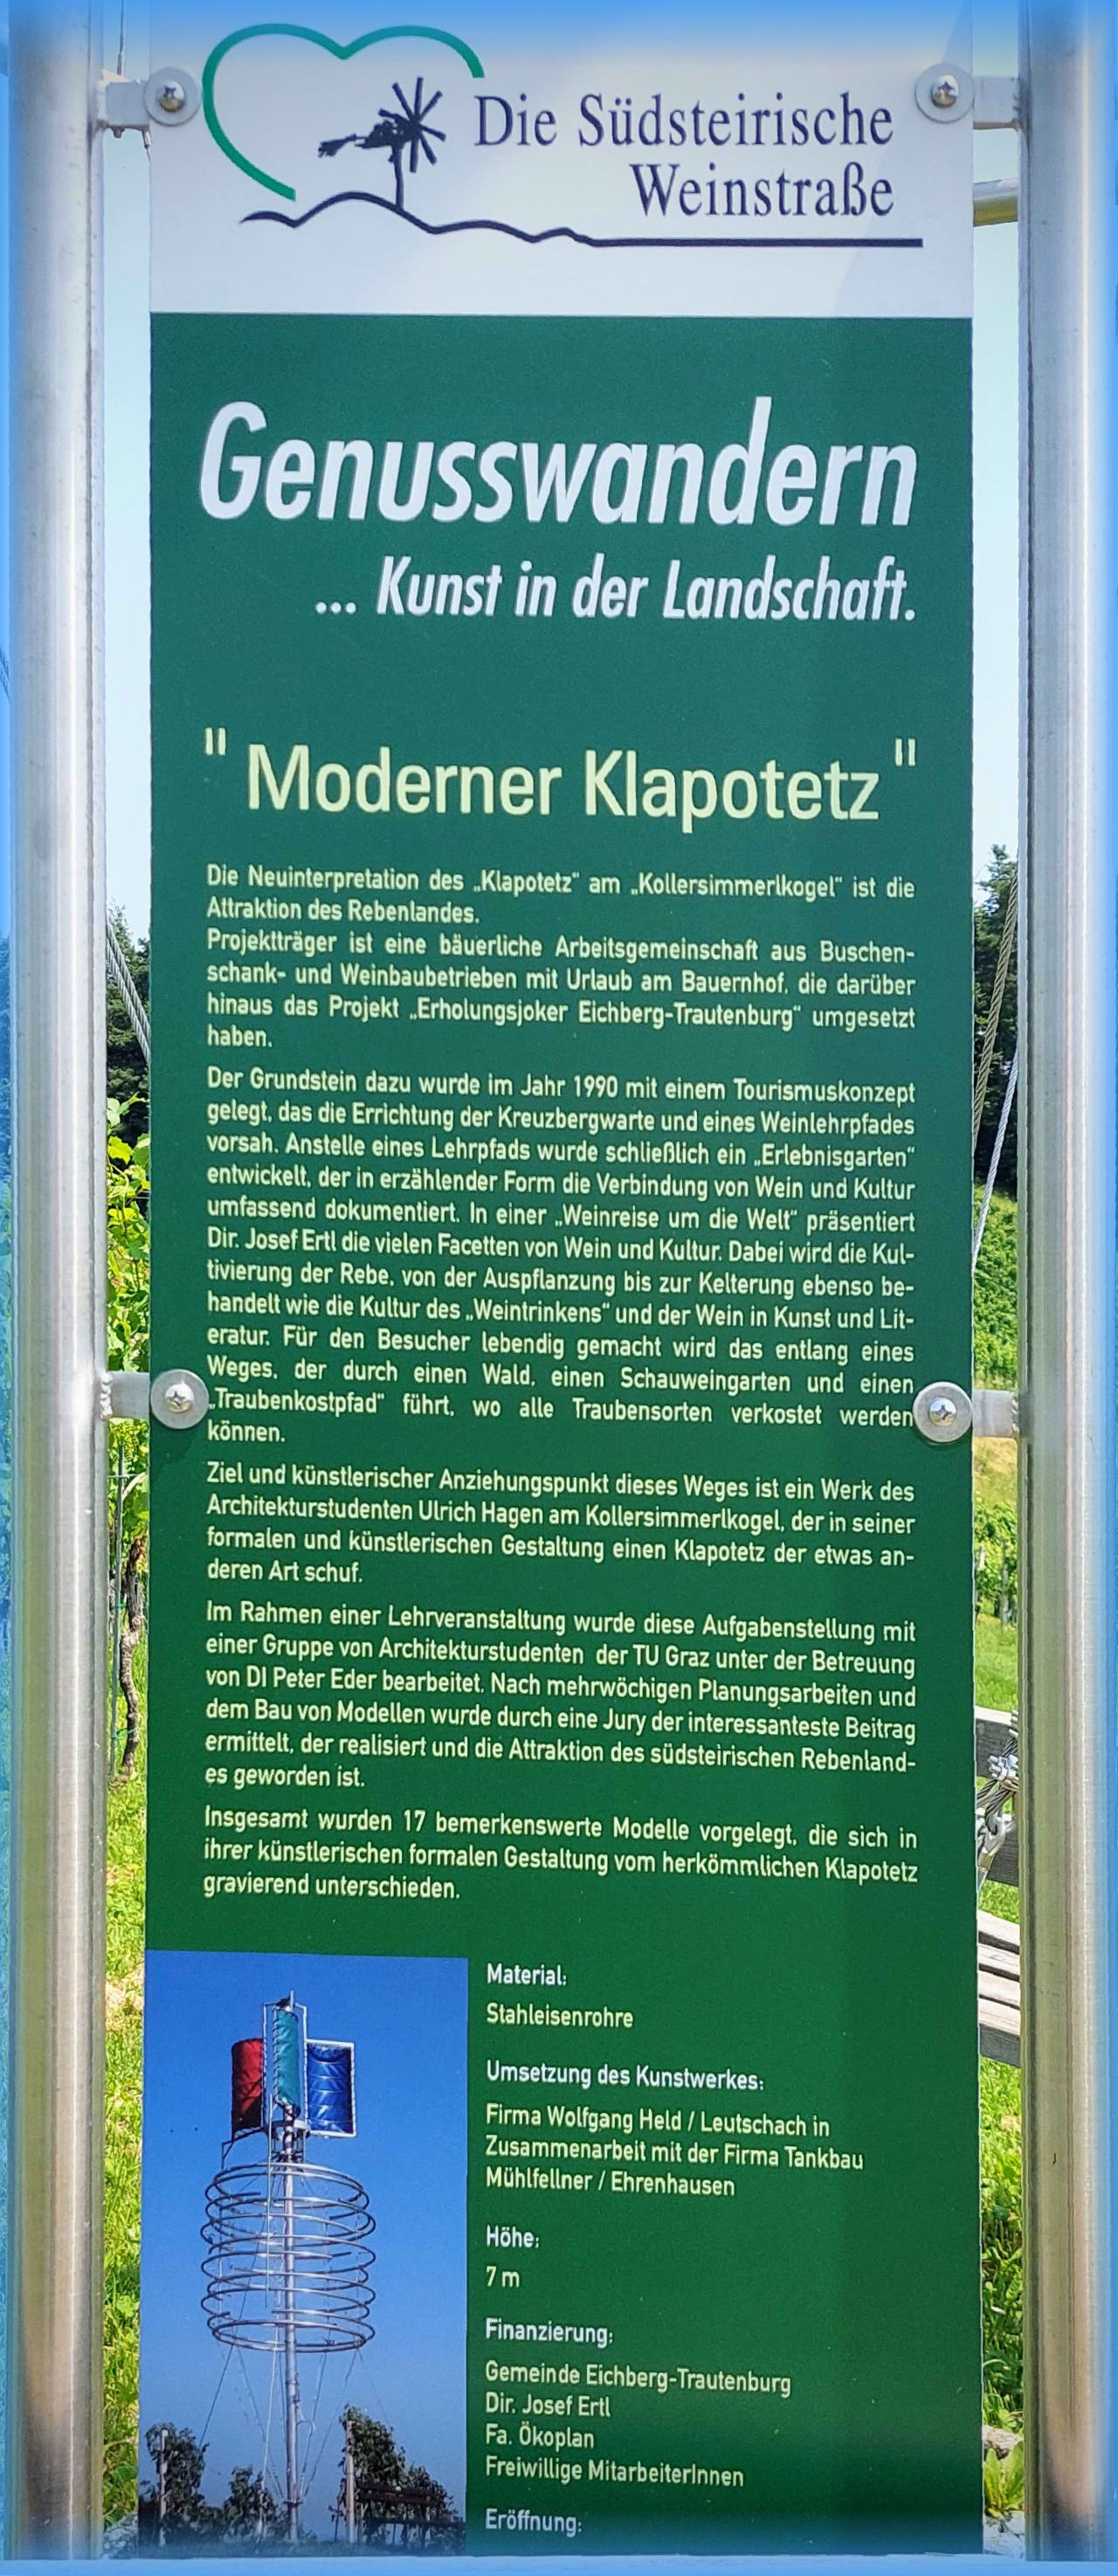 Die Südsteirische
Weinstraße
Genusswandern
... Kunst in der Landschaft.
" Moderner Klapotetz "
Die Neuinterpretation des „Klapotetz" am „Kollersimmerlkogel" ist die
Attraktion des Rebenlandes.
Projektträger ist eine bäuerliche Arbeitsgemeinschaft aus Buschen-
schank- und Weinbaubetrieben mit Urlaub am Bauernhof, die darüber
hinaus das Projekt „Erholungsjoker Eichberg-Trautenburg" umgesetzt
haben.
Der Grundstein dazu wurde im Jahr 1990 mit einem Tourismuskonzept
gelegt, das die Errichtung der Kreuzbergwarte und eines Weinlehrpfades
vorsah. Anstelle eines Lehrpfads wurde schließlich ein „Erlebnisgarten"
entwickelt, der in erzählender Form die Verbindung von Wein und Kultur
umfassend dokumentiert. In einer „Weinreise um die Welt" präsentiert
Dir. Josef Ertl die vielen Facetten von Wein und Kultur. Dabei wird die Kul-
tivierung der Rebe, von der Auspflanzung bis zur Kelterung ebenso be-
handelt wie die Kultur des „Weintrinkens" und der Wein in Kunst und Lit-
eratur. Für den Besucher lebendig gemacht wird das entlang eines
Weges, der durch einen Wald, einen Schauweingarten und einen
„Traubenkostpfad" führt, wo alle Traubensorten verkostet werden
können.
Ziel und künstlerischer Anziehungspunkt dieses Weges ist ein Werk des
Architekturstudenten Ulrich Hagen am Kollersimmerlkogel, der in seiner
formalen und künstlerischen Gestaltung einen Klapotetz der etwas an-
deren Art schuf.
Im Rahmen einer Lehrveranstaltung wurde diese Aufgabenstellung mit
einer Gruppe von Architekturstudenten der TU Graz unter der Betreuung
von DI Peter Eder bearbeitet. Nach mehrwöchigen Planungsarbeiten und
dem Bau von Modellen wurde durch eine Jury der interessanteste Beitrag
ermittelt, der realisiert und die Attraktion des südsteirischen Rebenland-
es geworden ist.
Insgesamt wurden 17 bemerkenswerte Modelle vorgelegt, die sich in
ihrer künstlerischen formalen Gestaltung vom herkömmlichen Klapotetz
gravierend unterschieden.
Material:
Stahleisenrohre
Umsetzung des Kunstwerkes:
Firma Wolfgang Held / Leutschach in
Zusammenarbeit mit der Firma Tankbau
Mühlfellner / Ehrenhausen
Höhe:
7 m
Finanzierung:
Gemeinde Eichberg-Trautenburg
Dir. Josef Ertl
Fa. Ökoplan
Freiwillige MitarbeiterInnen
Eröffnung: